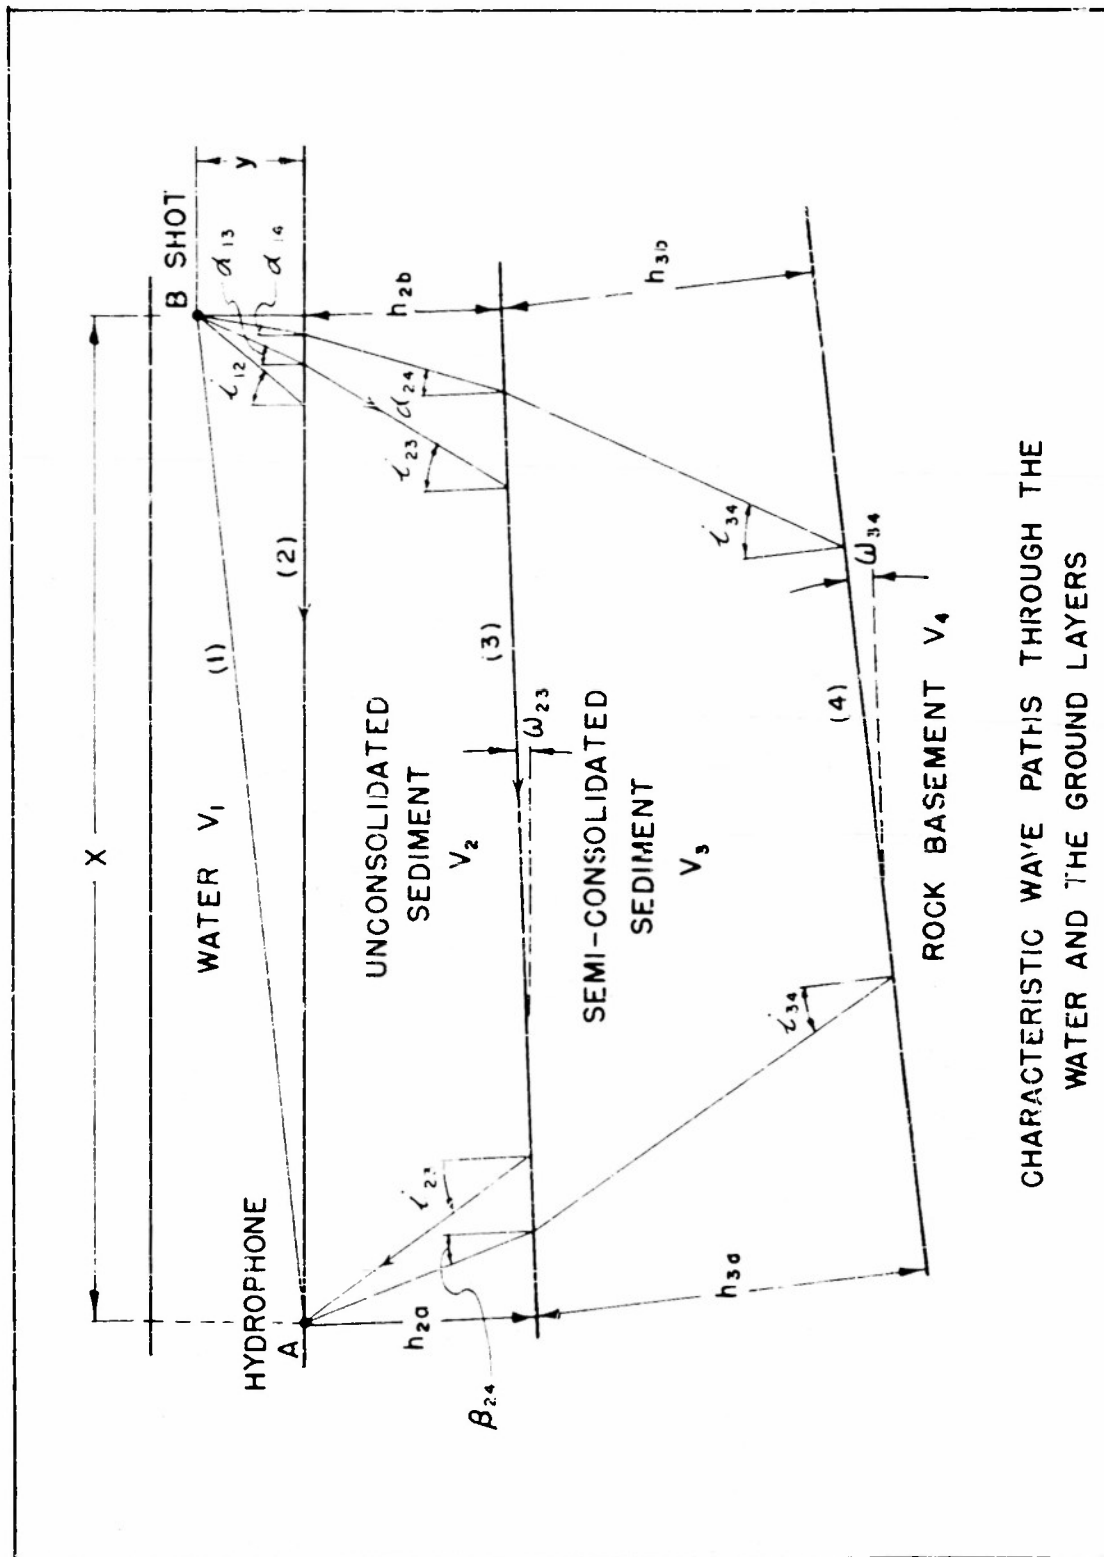 X
HYDROPHONE
A
B SHOT
y
WATER V₁
(1)
i₁₂
α₁₃
α₁₄
(2)
UNCONSOLIDATED
SEDIMENT
V₂
h₂a
β₂₄
i₂₃
i₂₃
α₂₄
h₂b
(3)
ω₂₃
SEMI-CONSOLIDATED
SEDIMENT
V₃
h₃a
i₃₄
i₃₄
h₃b
(4)
ω₃₄
ROCK BASEMENT V₄
CHARACTERISTIC WAVE PATHS THROUGH THE
WATER AND THE GROUND LAYERS